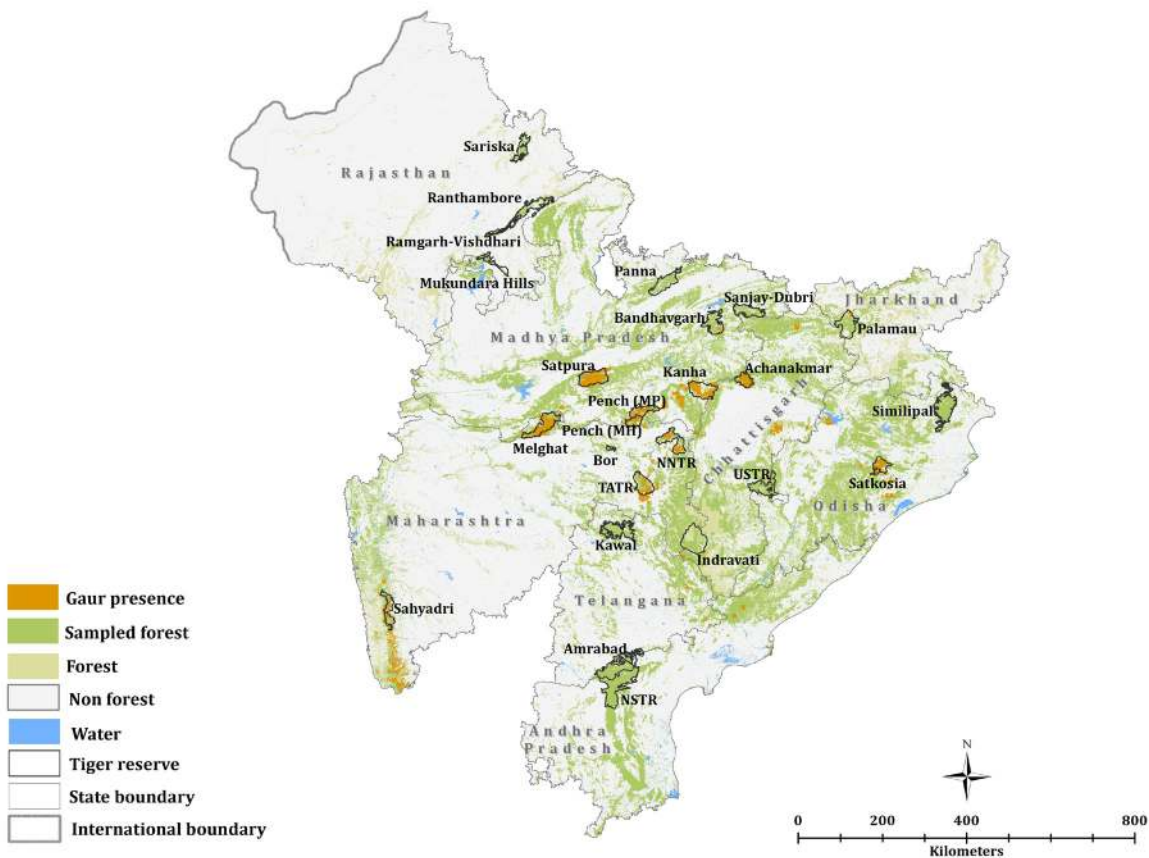 Sariska
Rajasthan
Ranthambore
Ramgarh-Vishdhari
Mukundara Hills
Panna
Sanjay-Dubri
Jharkhand
Bandhavgarh
Palamau
Madhya Pradesh
Satpura
Kanha
Achanakmar
Pench (MP)
Similipal
Pench (MH)
Melghat
Chhattisgarh
Bor
NNTR
USTR
Satkosia
TATR
Odisha
Maharashtra
Kawal
Indravati
Gaur presence
Telangana
Sahyadri
Sampled forest
Forest
Amrabad
Non forest
NSTR
Water
Andhra
Pradesh
Tiger reserve
N
State boundary
International boundary
0 200 400 800
Kilometers